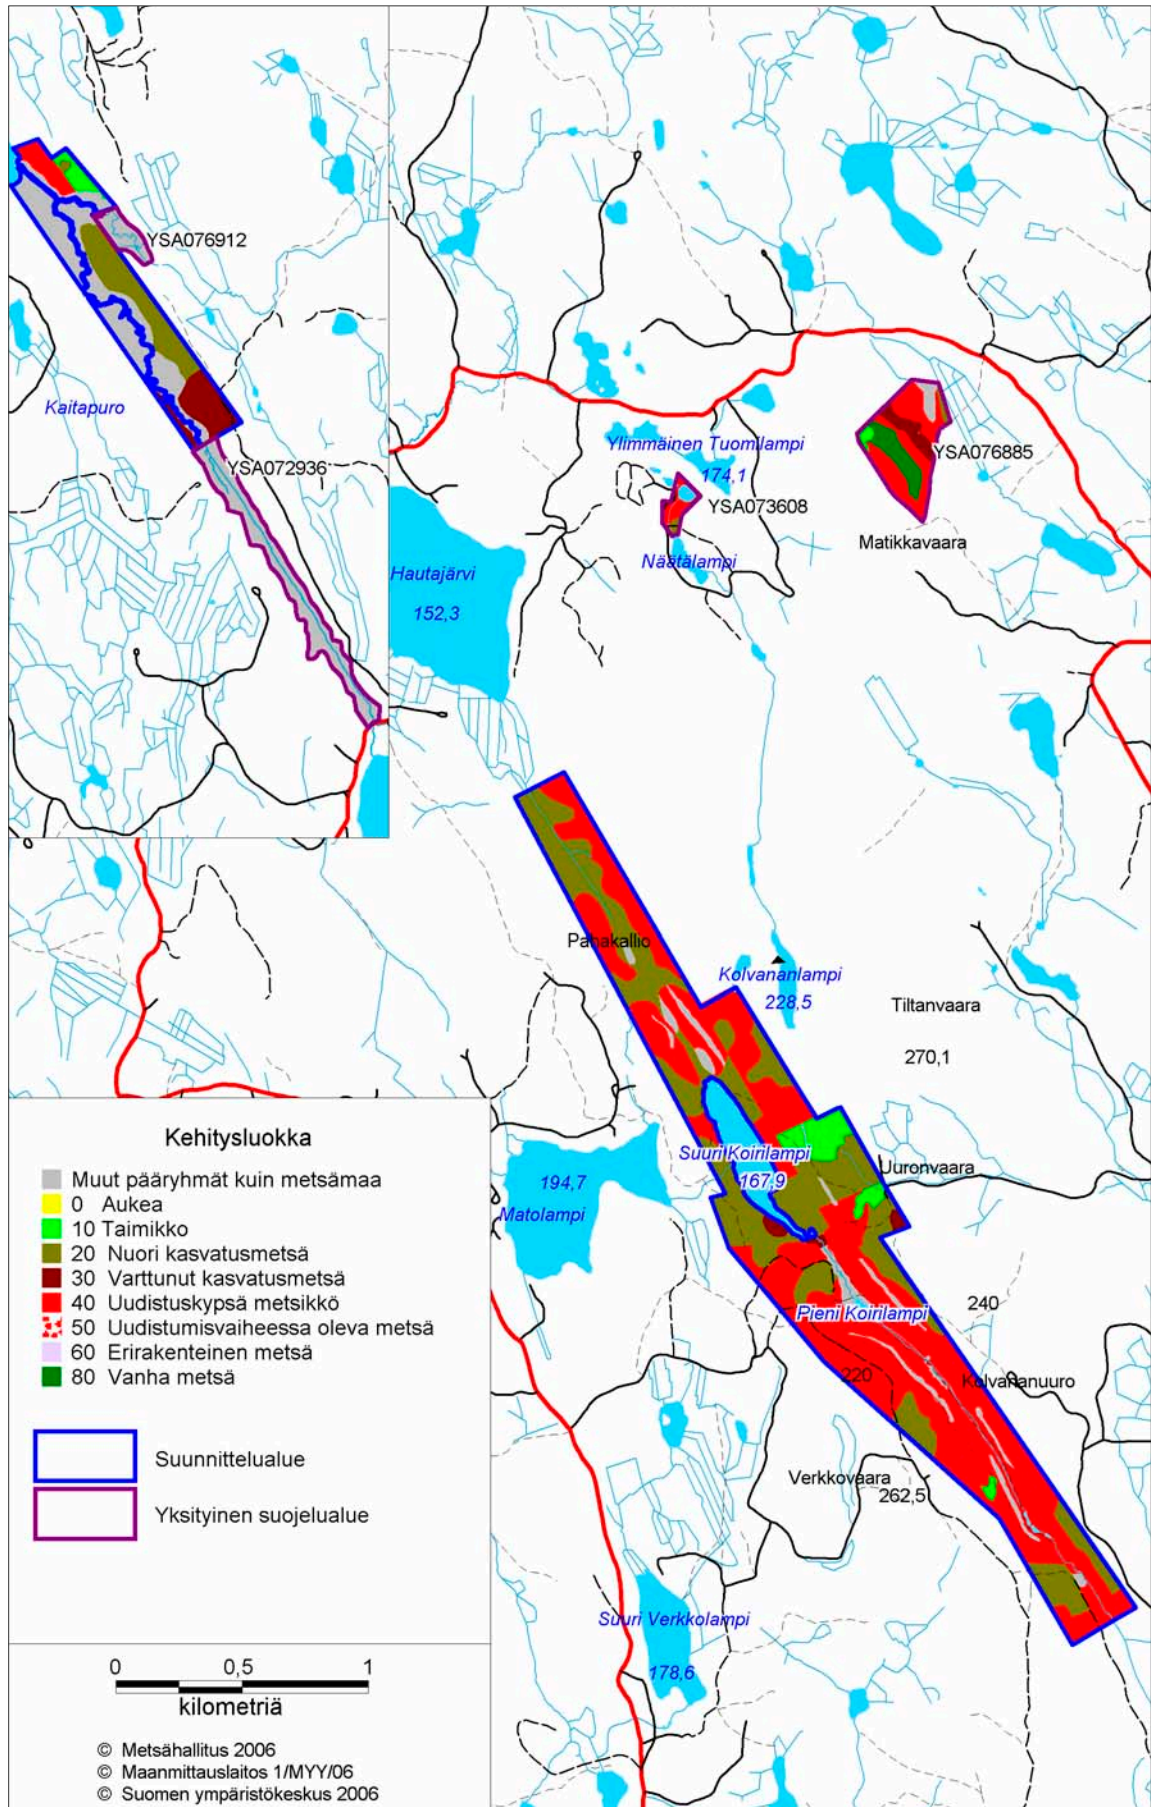 YSA076912
Kaitapuro
YSA072936
Ylimmäinen Tuomilampi
174,1
YSA073608
YSA076885
Matikkavaara
Näätälampi
Hautajärvi
152,3
Pahakallio
Kolvananlampi
228,5
Tiltanvaara
270,1
Suuri Koirilampi
167,9
Uuronvaara
194,7
Matolampi
240
Pieni Koirilampi
220
Kolvananuuro
Verkkovaara
262,5
Suuri Verkkolampi
178,6
Kehitysluokka
Muut pääryhmät kuin metsämaa
0 Aukea
10 Taimikko
20 Nuori kasvatusmetsä
30 Varttunut kasvatusmetsä
40 Uudistuskypsä metsikkö
50 Uudistumisvaiheessa oleva metsä
60 Erirakenteinen metsä
80 Vanha metsä
Suunnittelualue
Yksityinen suojelualue
0 0,5 1
kilometriä
© Metsähallitus 2006
© Maanmittauslaitos 1/MYY/06
© Suomen ympäristökeskus 2006